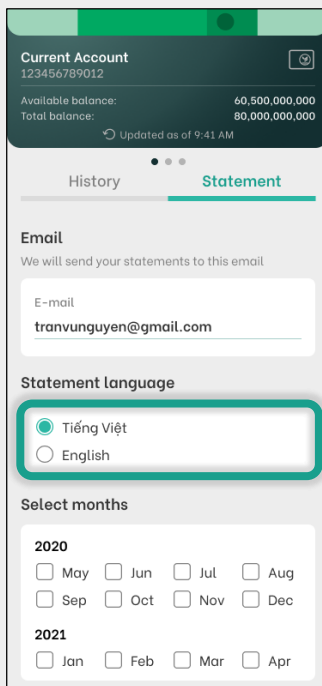 Current Account
123456789012
Available balance: 60,500,000,000
Total balance: 80,000,000,000
Updated as of 9:41 AM
History Statement
Email
We will send your statements to this email
E-mail
tranvunguyen@gmail.com
Statement language
Tiếng Việt
English
Select months
2020
May Jun Jul Aug
Sep Oct Nov Dec
2021
Jan Feb Mar Apr